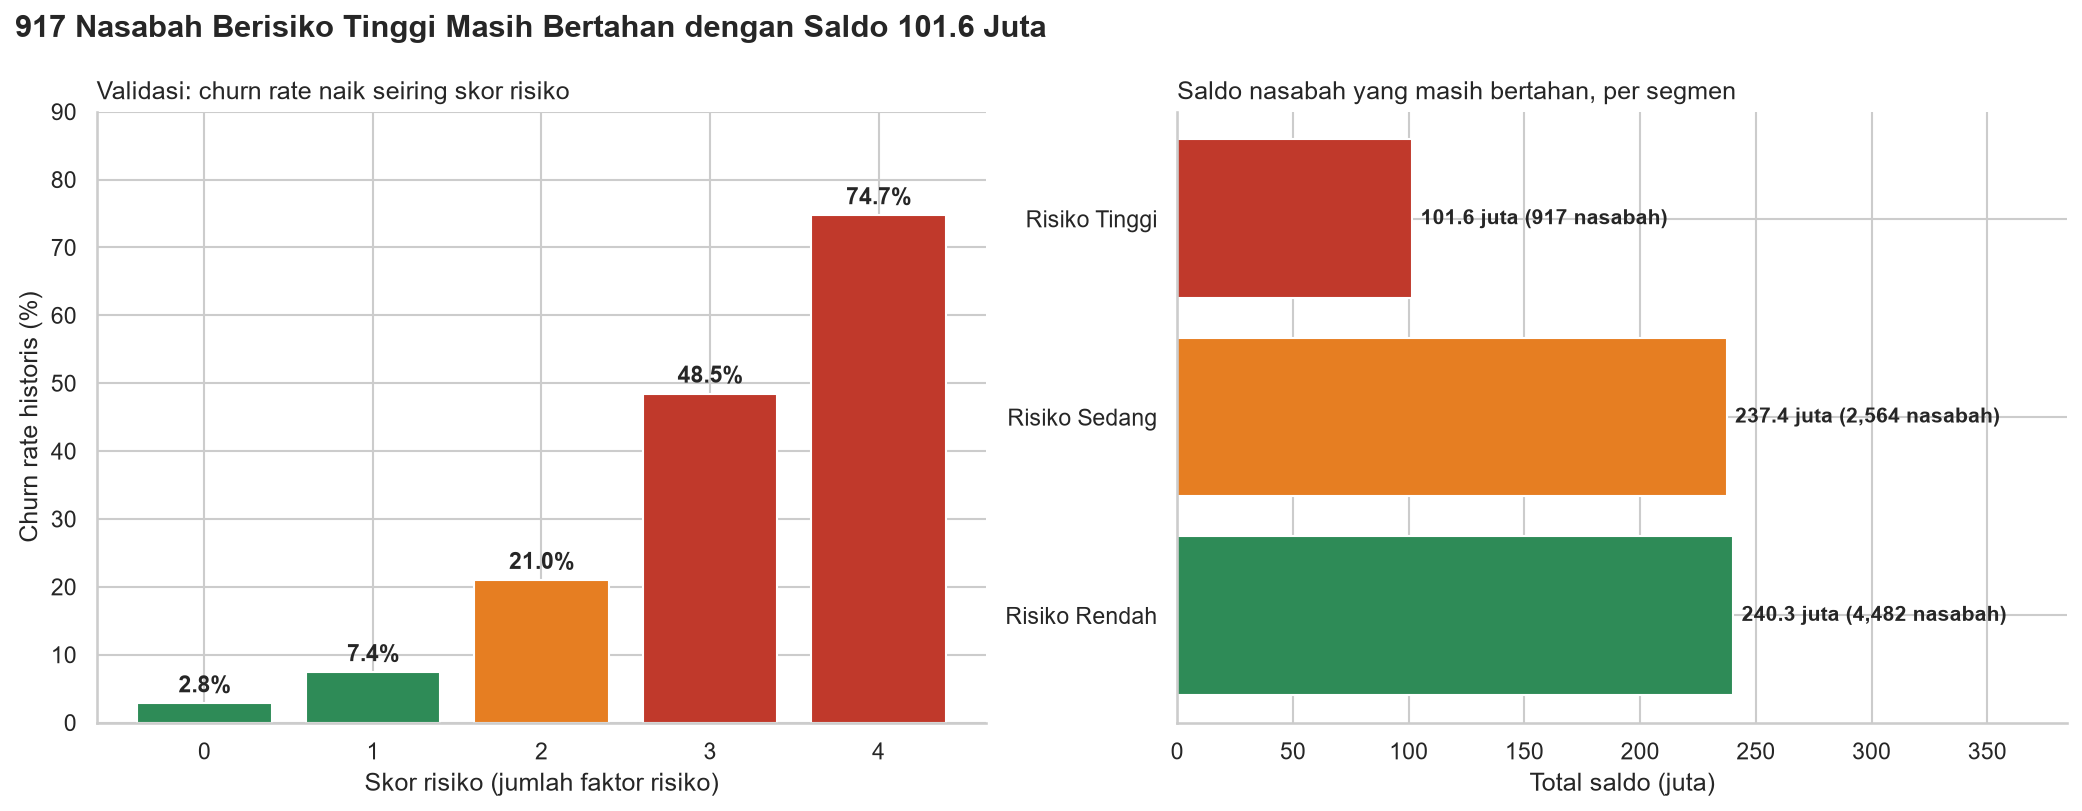 917 Nasabah Berisiko Tinggi Masih Bertahan dengan Saldo 101.6 Juta
Validasi: churn rate naik seiring skor risiko
Churn rate historis (%)
90
80
70
60
50
40
30
20
10
0
2.8%
7.4%
21.0%
48.5%
74.7%
0 1 2 3 4
Skor risiko (jumlah faktor risiko)
Saldo nasabah yang masih bertahan, per segmen
Risiko Tinggi 101.6 juta (917 nasabah)
Risiko Sedang 237.4 juta (2,564 nasabah)
Risiko Rendah 240.3 juta (4,482 nasabah)
0 50 100 150 200 250 300 350
Total saldo (juta)